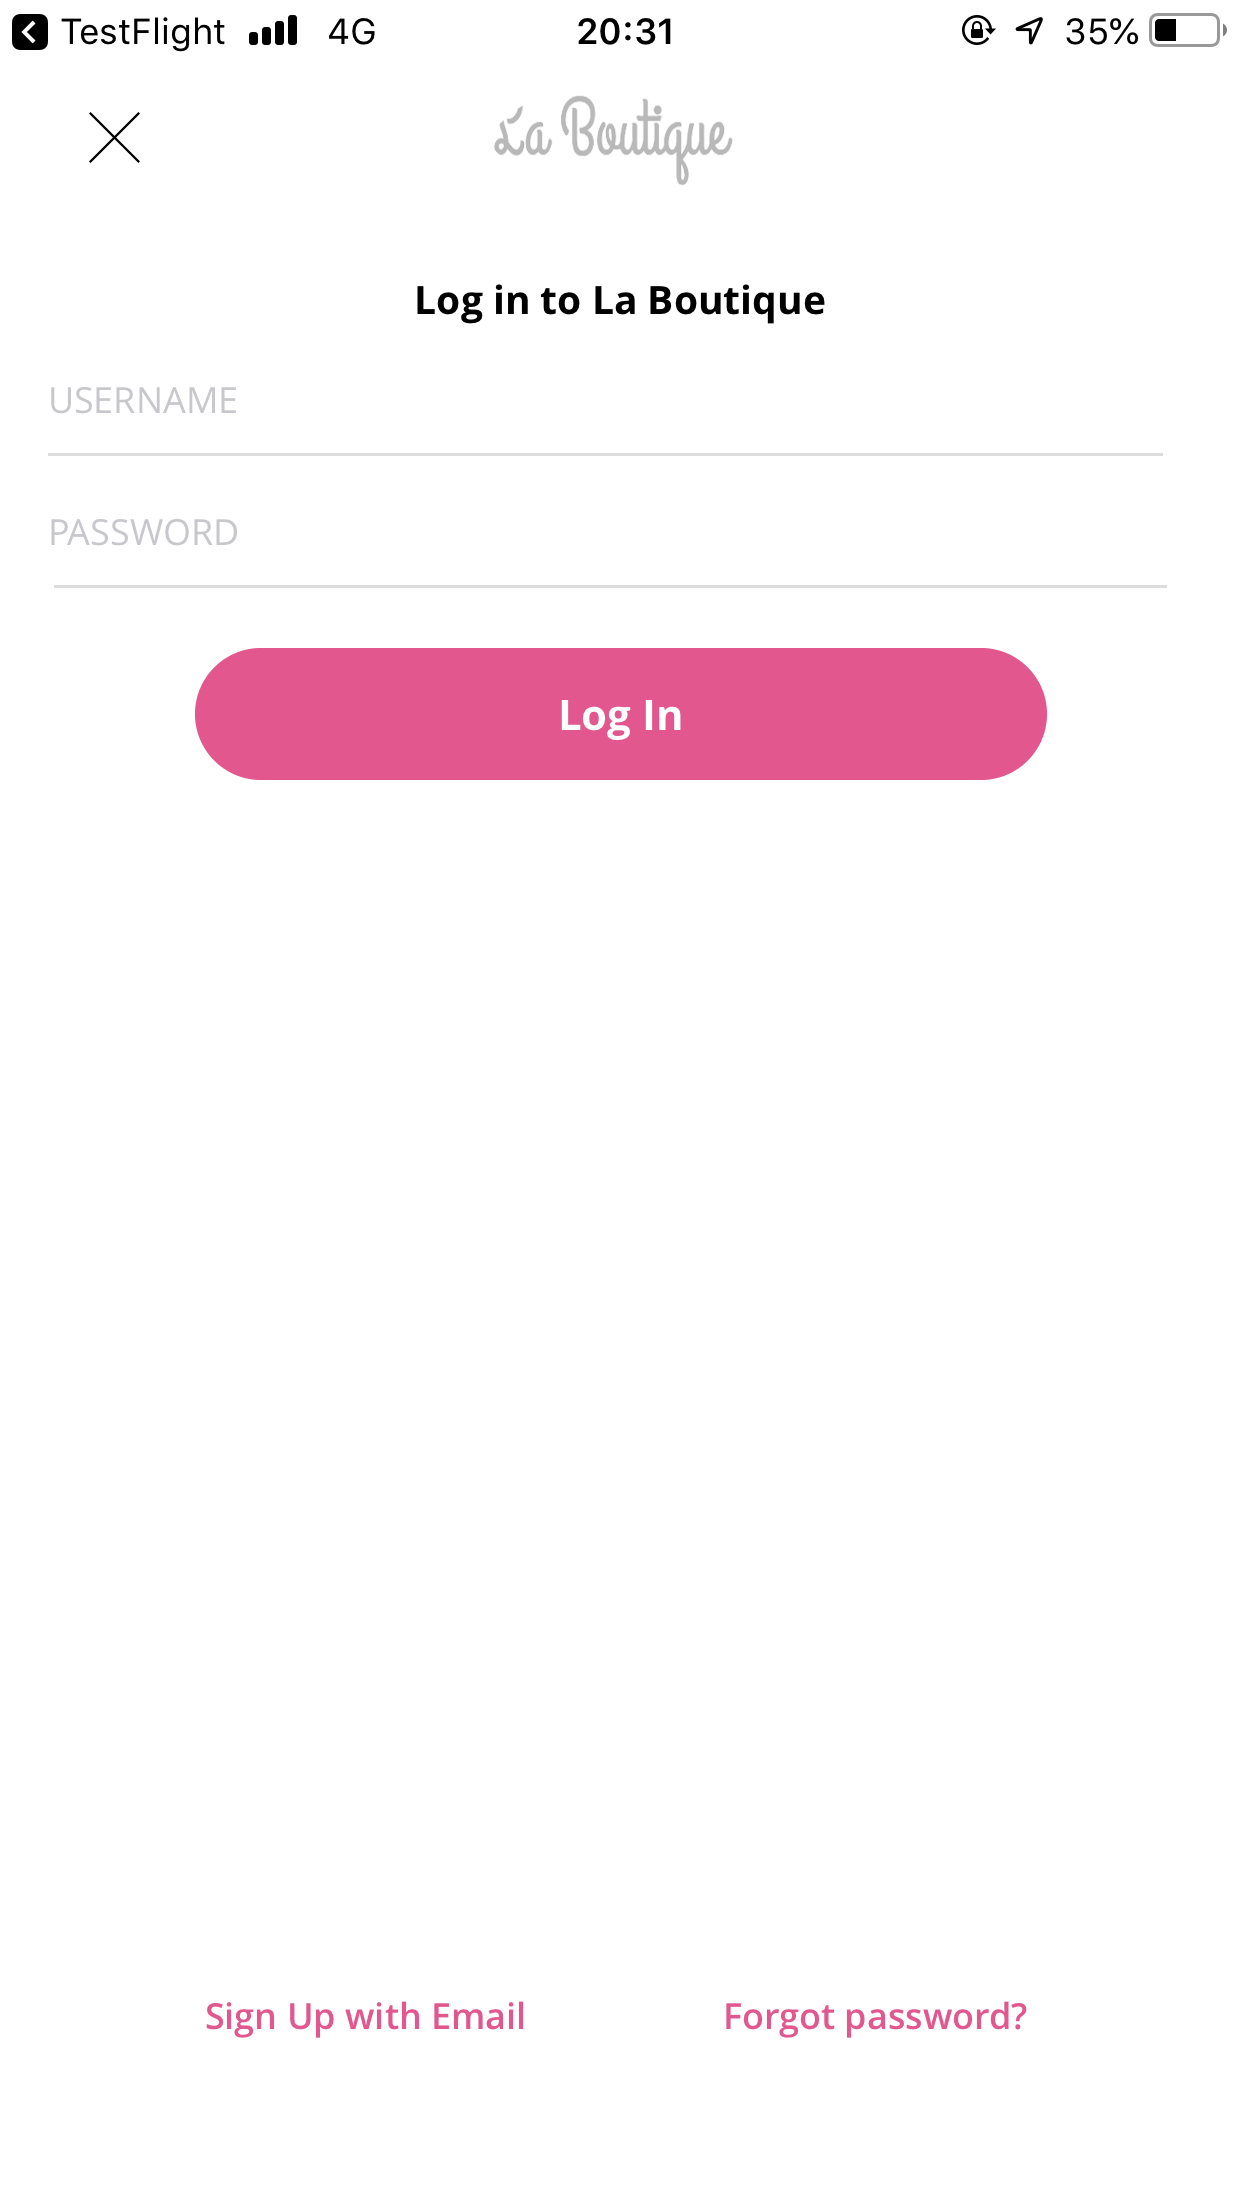 TestFlight 4G 20:31 35%
La Boutique
Log in to La Boutique
USERNAME
PASSWORD
Log In
Sign Up with Email Forgot password?